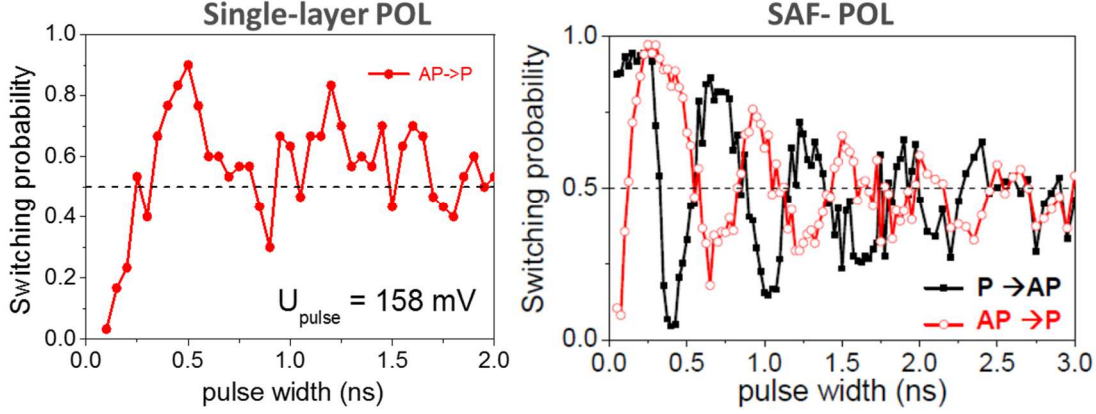 Single-layer POL
1.0
0.8
0.6
0.4
0.2
0.0
Switching probability
AP->P
U_pulse = 158 mV
0.0 0.5 1.0 1.5 2.0
pulse width (ns)
SAF- POL
1.0
0.5
0.0
Switching probability
P →AP
AP →P
0.0 0.5 1.0 1.5 2.0 2.5 3.0
pulse width (ns)